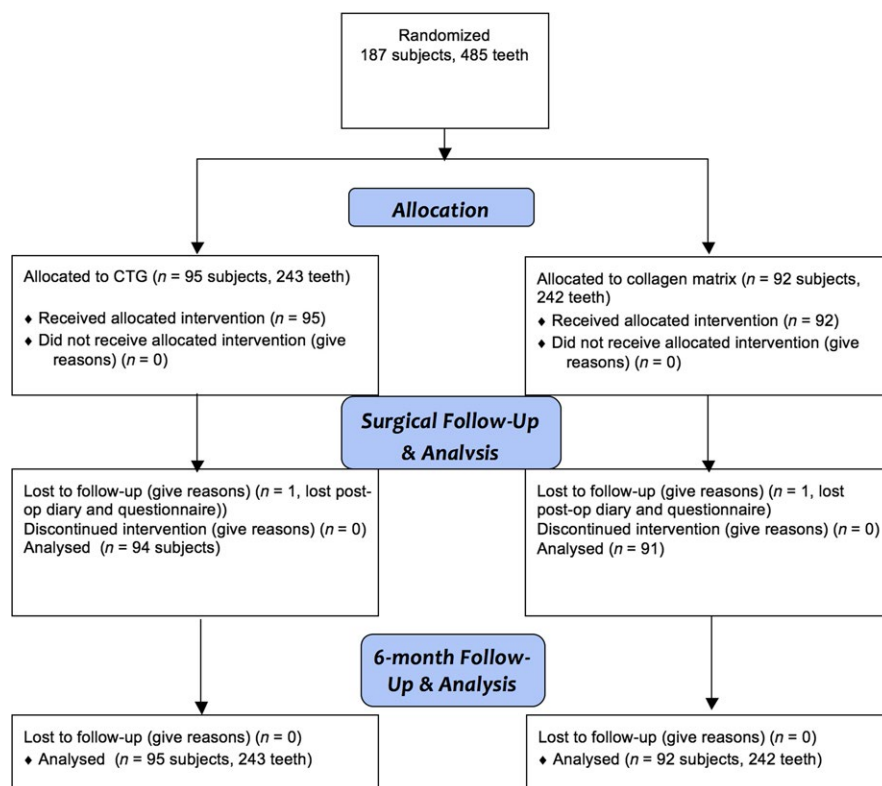 Randomized
187 subjects, 485 teeth
Allocation
Allocated to CTG (n = 95 subjects, 243 teeth)
♦ Received allocated intervention (n = 95)
♦ Did not receive allocated intervention (give
reasons) (n = 0)
Allocated to collagen matrix (n = 92 subjects,
242 teeth)
♦ Received allocated intervention (n = 92)
♦ Did not receive allocated intervention (give
reasons) (n = 0)
Surgical Follow-Up
& Analysis
Lost to follow-up (give reasons) (n = 1, lost post-
op diary and questionnaire))
Discontinued intervention (give reasons) (n = 0)
Analysed (n = 94 subjects)
Lost to follow-up (give reasons) (n = 1, lost
post-op diary and questionnaire)
Discontinued intervention (give reasons) (n = 0)
Analysed (n = 91)
6-month Follow-
Up & Analysis
Lost to follow-up (give reasons) (n = 0)
♦ Analysed (n = 95 subjects, 243 teeth)
Lost to follow-up (give reasons) (n = 0)
♦ Analysed (n = 92 subjects, 242 teeth)